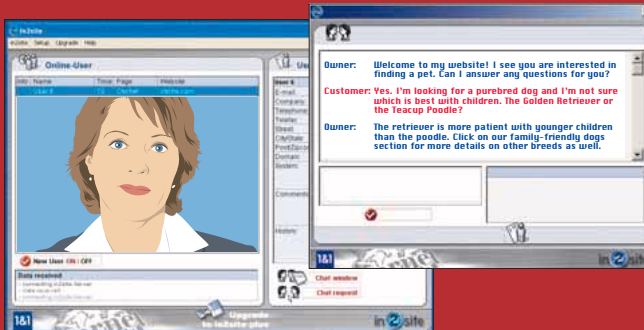 in2site
in2site Setup Upgrade Help
Online-User
Info Name Time Page Website
User
E-mail
Company
Telephone
Telefax
Street
City/State
Domain
System
Comments
History
New User ON | OFF
Data received
Chat window
Chat request
1&1
Upgrade
to in2site plus
in2site
Owner: Welcome to my website! I see you are interested in
finding a pet. Can I answer any questions for you?
Customer: Yes. I'm looking for a purebred dog and I'm not sure
which is best with children. The Golden Retriever or
the Teacup Poodle?
Owner: The retriever is more patient with younger children
than the poodle. Click on our family-friendly dogs
section for more details on other breeds as well.
1&1
in2site